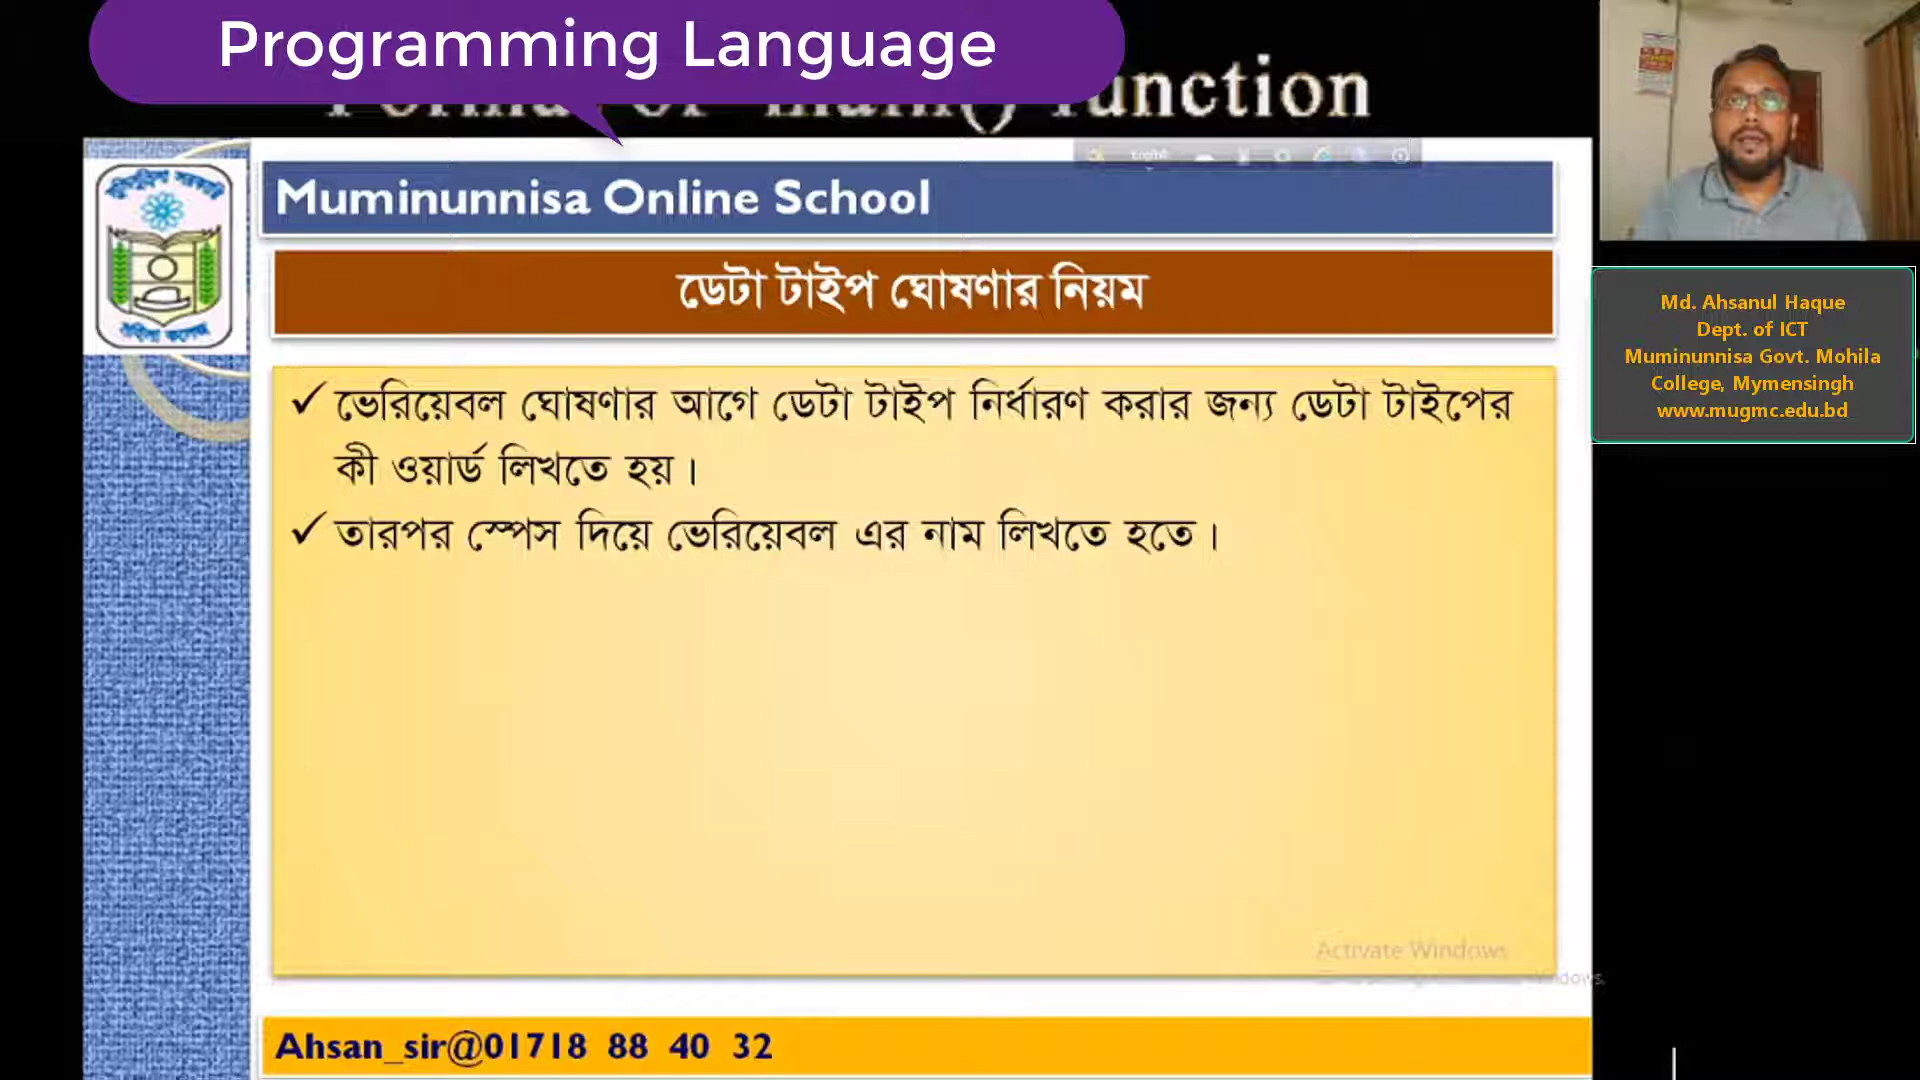 Programming Language
function
Muminunnisa Online School
ডেটা টাইপ ঘোষণার নিয়ম
✓ ভেরিয়েবল ঘোষণার আগে ডেটা টাইপ নির্ধারণ করার জন্য ডেটা টাইপের
কী ওয়ার্ড লিখতে হয়।
✓ তারপর স্পেস দিয়ে ভেরিয়েবল এর নাম লিখতে হতে।
Activate Windows
Ahsan_sir@01718 88 40 32
Md. Ahsanul Haque
Dept. of ICT
Muminunnisa Govt. Mohila
College, Mymensingh
www.mugmc.edu.bd